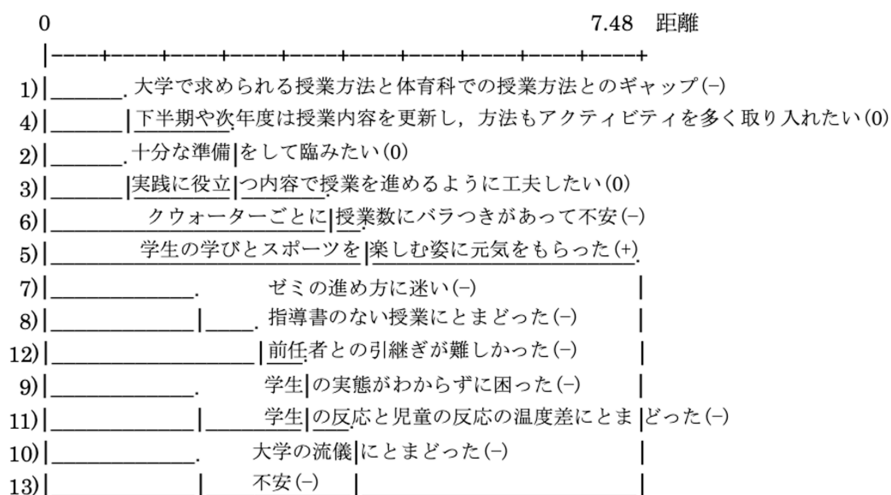 0 7.48 距離
1) 大学で求められる授業方法と体育科での授業方法とのギャップ(−)
4) 下半期や次年度は授業内容を更新し，方法もアクティビティを多く取り入れたい(0)
2) 十分な準備をして臨みたい(0)
3) 実践に役立つ内容で授業を進めるように工夫したい(0)
6) クウォーターごとに授業数にバラつきがあって不安(−)
5) 学生の学びとスポーツを楽しむ姿に元気をもらった(+)
7) ゼミの進め方に迷い(−)
8) 指導書のない授業にとまどった(−)
12) 前任者との引継ぎが難しかった(−)
9) 学生の実態がわからずに困った(−)
11) 学生の反応と児童の反応の温度差にとまどった(−)
10) 大学の流儀にとまどった(−)
13) 不安(−)